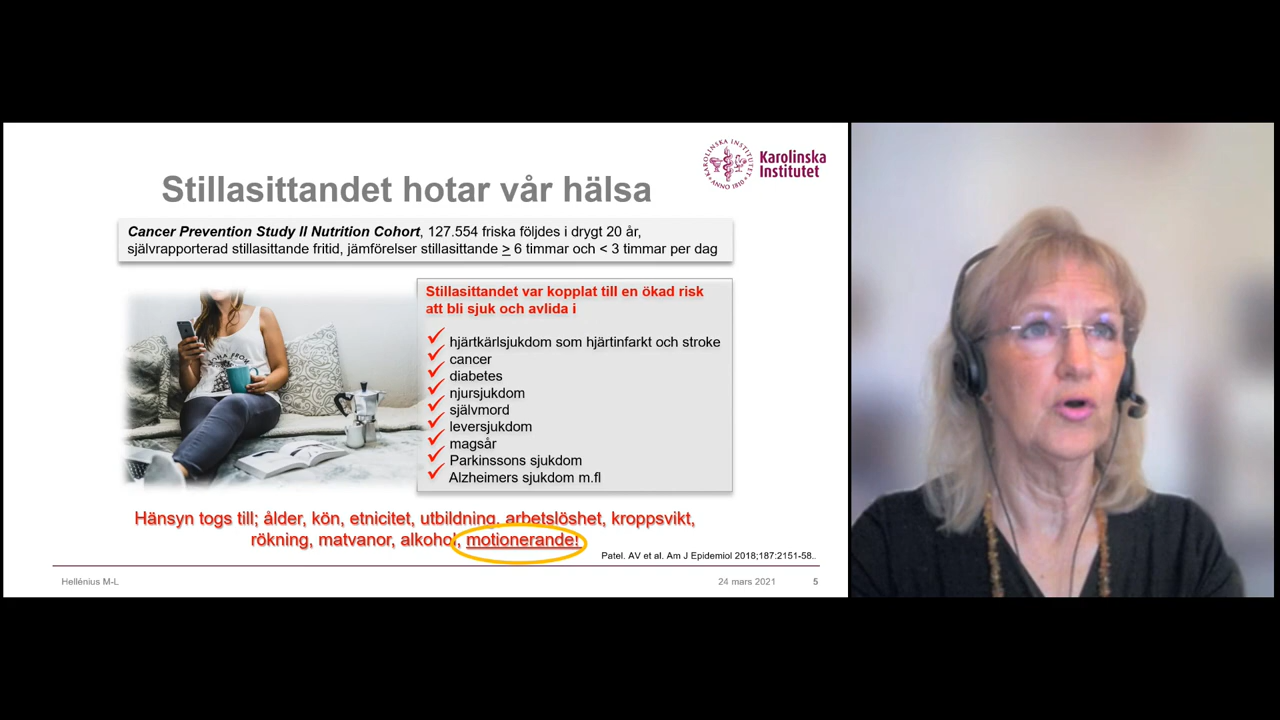 KAROLINSKA INSTITUTET
ANNO 1810
Karolinska
Institutet
Stillasittandet hotar vår hälsa
Cancer Prevention Study II Nutrition Cohort, 127.554 friska följdes i drygt 20 år,
självrapporterad stillasittande fritid, jämförelser stillasittande ≥ 6 timmar och < 3 timmar per dag
Stillasittandet var kopplat till en ökad risk
att bli sjuk och avlida i
hjärtkärlsjukdom som hjärtinfarkt och stroke
cancer
diabetes
njursjukdom
självmord
leversjukdom
magsår
Parkinssons sjukdom
Alzheimers sjukdom m.fl
Hänsyn togs till; ålder, kön, etnicitet, utbildning, arbetslöshet, kroppsvikt,
rökning, matvanor, alkohol, motionerande!
Patel. AV et al. Am J Epidemiol 2018;187:2151-58..
Hellénius M-L
24 mars 2021
5